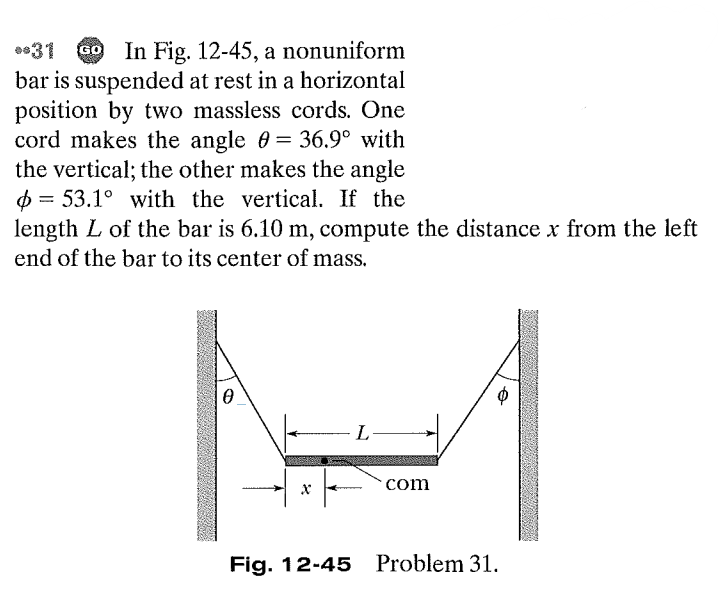 ••31 GO In Fig. 12-45, a nonuniform
bar is suspended at rest in a horizontal
position by two massless cords. One
cord makes the angle θ = 36.9° with
the vertical; the other makes the angle
ϕ = 53.1° with the vertical. If the
length L of the bar is 6.10 m, compute the distance x from the left
end of the bar to its center of mass.
θ
ϕ
L
x
com
Fig. 12-45 Problem 31.